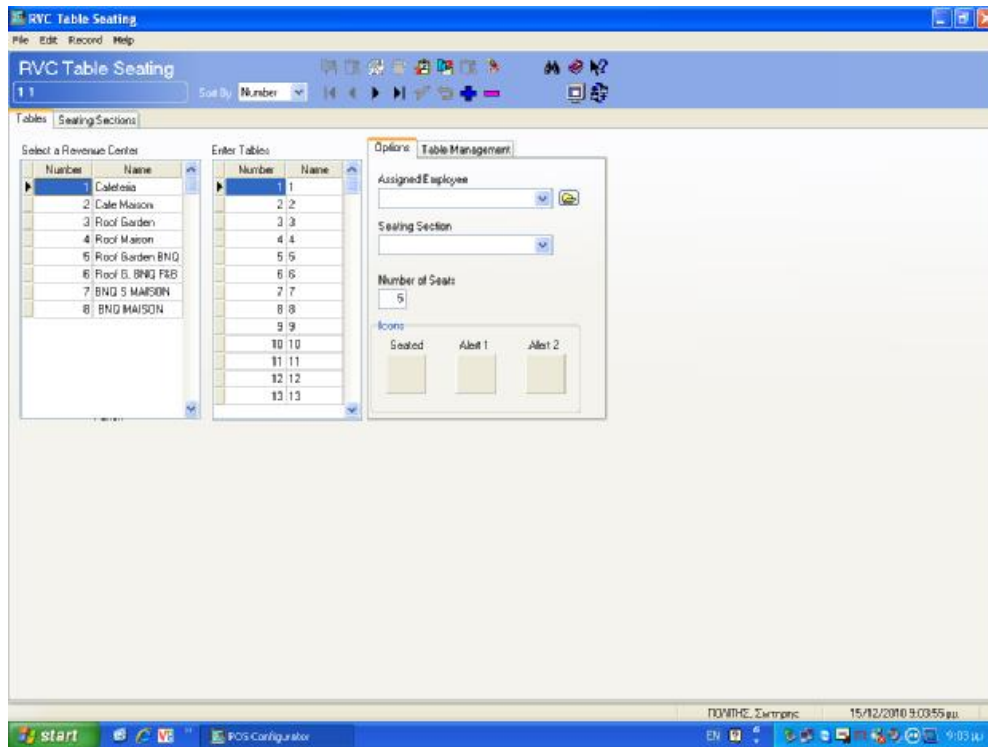 RVC Table Seating
File Edit Record Help
RVC Table Seating
1 1
Sort By Number
Tables Seating Sections
Select a Revenue Center
Number Name
1 Cafeteria
2 Cafe Maison
3 Roof Garden
4 Roof Maison
5 Roof Garden BNQ
6 Roof G. BNQ F&B
7 BNQ S MAISON
8 BNQ MAISON
Enter Tables
Number Name
1 1
2 2
3 3
4 4
5 5
6 6
7 7
8 8
9 9
10 10
11 11
12 12
13 13
Options Table Management
Assigned Employee
Seating Section
Number of Seats
5
Icons
Seated Alert 1 Alert 2
ΠΟΛΙΤΗΣ, Σωτηρης 15/12/2010 9:03:55 μμ
start POS Configurator EN 9:03 μμ